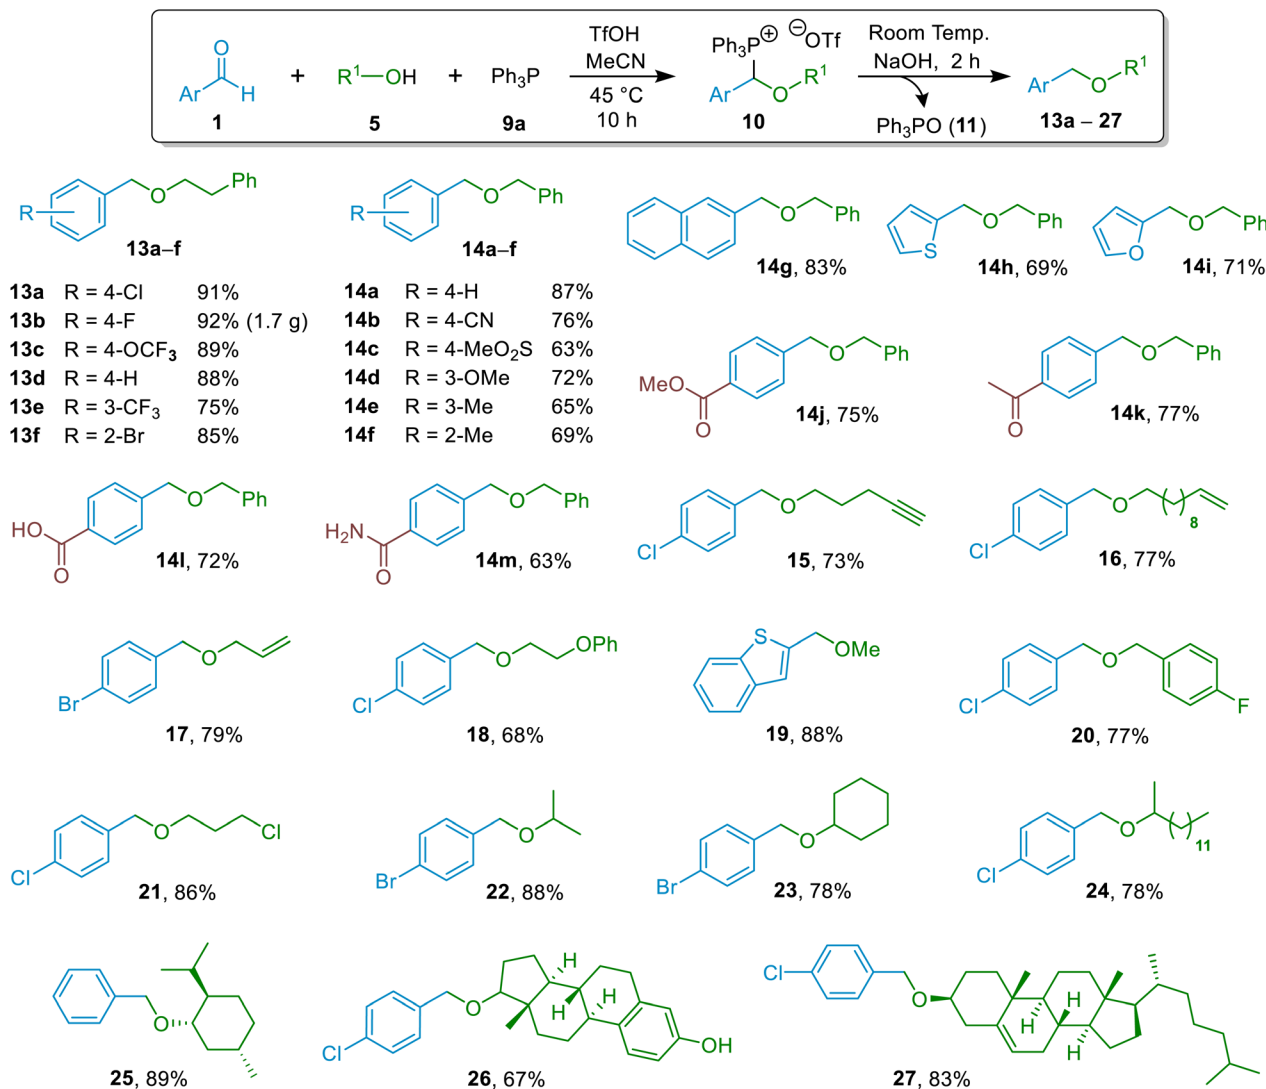 TfOH
MeCN
45 °C
10 h
Ph₃P⊕ ⊖OTf
Room Temp.
NaOH, 2 h
Ph₃PO (11)
O
Ar H
1
+
R¹—OH
5
+
Ph₃P
9a
Ar O R¹
10
Ar O R¹
13a – 27
R O Ph
13a–f
13a R = 4-Cl 91%
13b R = 4-F 92% (1.7 g)
13c R = 4-OCF₃ 89%
13d R = 4-H 88%
13e R = 3-CF₃ 75%
13f R = 2-Br 85%
R O Ph
14a–f
14a R = 4-H 87%
14b R = 4-CN 76%
14c R = 4-MeO₂S 63%
14d R = 3-OMe 72%
14e R = 3-Me 65%
14f R = 2-Me 69%
O Ph
14g, 83%
S O Ph
14h, 69%
O O Ph
14i, 71%
MeO O O Ph
14j, 75%
O O Ph
14k, 77%
HO O O Ph
14l, 72%
H₂N O O Ph
14m, 63%
Cl O
15, 73%
Cl O 8
16, 77%
Br O
17, 79%
Cl O OPh
18, 68%
S OMe
19, 88%
Cl O F
20, 77%
Cl O Cl
21, 86%
Br O
22, 88%
Br O
23, 78%
Cl O 11
24, 78%
O
25, 89%
Cl O H H H OH
26, 67%
Cl O H H H
27, 83%